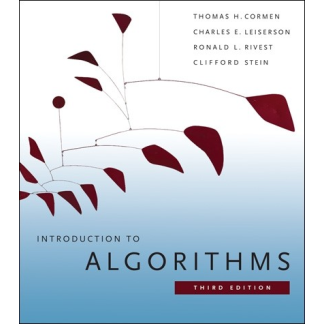 THOMAS H. CORMEN
CHARLES E. LEISERSON
RONALD L. RIVEST
CLIFFORD STEIN
INTRODUCTION TO
ALGORITHMS
THIRD EDITION